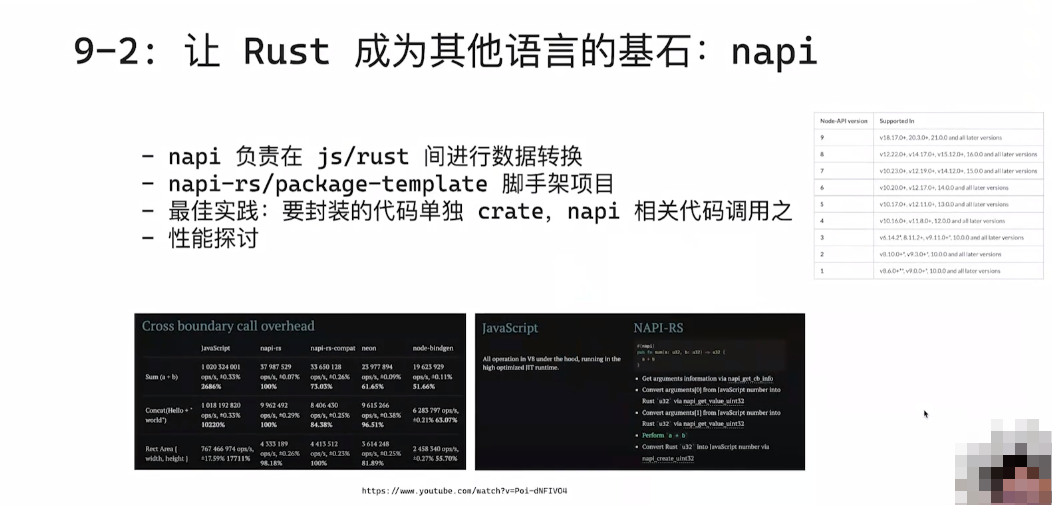 9-2: 让 Rust 成为其他语言的基石: napi
- napi 负责在 js/rust 间进行数据转换
- napi-rs/package-template 脚手架项目
- 最佳实践: 要封装的代码单独 crate, napi 相关代码调用之
- 性能探讨
Node-API version Supported In
9 v18.17.0+, 20.3.0+, 21.0.0 and all later versions
8 v12.22.0+, v14.17.0+, v15.12.0+, 16.0.0 and all later versions
7 v10.23.0+, v12.19.0+, v14.12.0+, 15.0.0 and all later versions
6 v10.20.0+, v12.17.0+, 14.0.0 and all later versions
5 v10.17.0+, v12.11.0+, 13.0.0 and all later versions
4 v10.16.0+, v11.8.0+, 12.0.0 and all later versions
3 v6.14.2*, 8.11.2+, v9.11.0+*, 10.0.0 and all later versions
2 v8.10.0+*, v9.3.0+*, 10.0.0 and all later versions
1 v8.6.0+**, v9.0.0+*, 10.0.0 and all later versions
Cross boundary call overhead
JavaScript napi-rs napi-rs-compat neon node-bindgen
Sum (a + b)
1 020 324 001 37 987 529 33 650 128 23 977 894 19 623 929
ops/s, ±0.33% ops/s, ±0.07% ops/s, ±0.26% ops/s, ±0.09% ops/s, ±0.11%
2686% 100% 73.03% 61.65% 51.66%
Concat(Hello + " world")
1 018 192 820 9 962 492 8 406 430 9 615 266 6 283 797 ops/s,
ops/s, ±0.33% ops/s, ±0.29% ops/s, ±0.25% ops/s, ±0.38% ±0.21% 63.07%
10220% 100% 84.38% 96.51%
Rect Area {
width, height }
767 466 974 ops/s, 4 333 189 4 413 512 3 614 248 2 458 340 ops/s,
±17.59% 17711% ops/s, ±0.26% ops/s, ±0.23% ops/s, ±0.25% ±0.27% 55.70%
98.18% 100% 81.89%
JavaScript
All operation in V8 under the hood, running in the
high optimized JIT runtime.
NAPI-RS
#[napi]
pub fn sum(a: u32, b: u32) -> u32 {
a + b
}
• Get arguments information via napi_get_cb_info
• Convert arguments[0] from JavaScript number into
Rust `u32` via napi_get_value_uint32
• Convert arguments[1] from JavaScript number into
Rust `u32` via napi_get_value_uint32
• Perform `a + b`
• Convert Rust `u32` into JavaScript number via
napi_create_uint32
https://www.youtube.com/watch?v=Poi-dNFIVO4